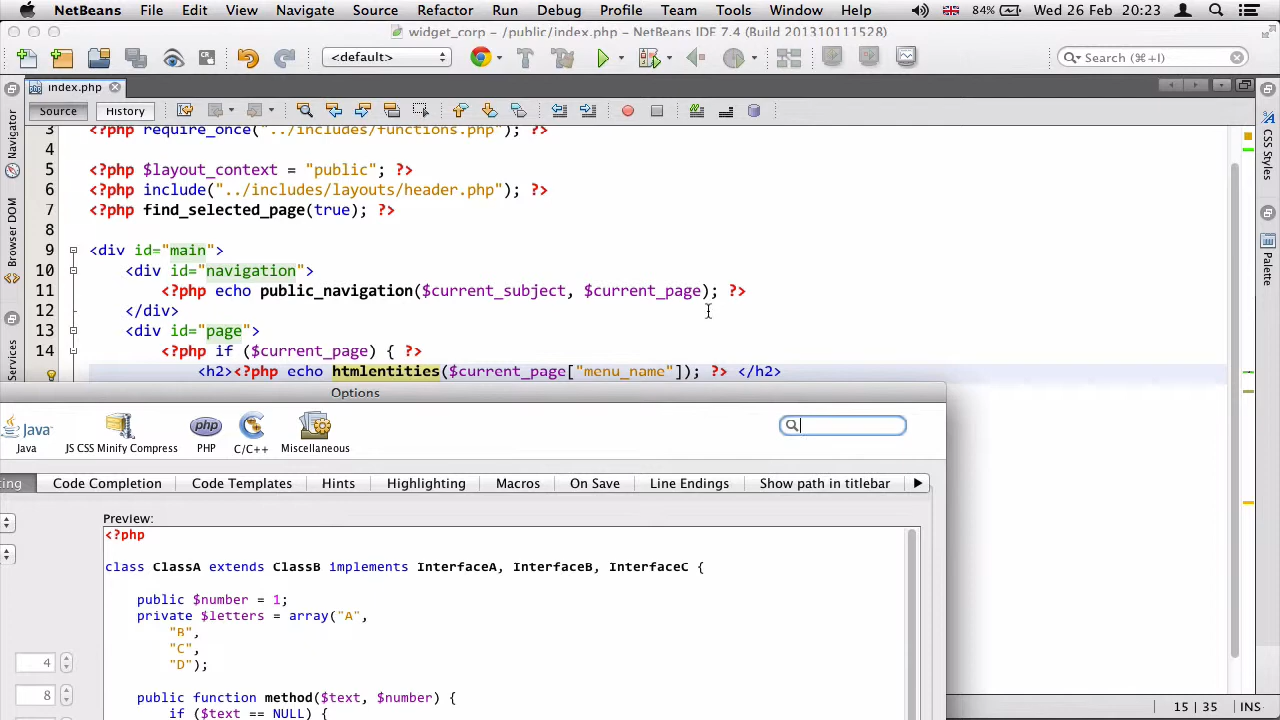 NetBeans File Edit View Navigate Source Refactor Run Debug Profile Team Tools Window Help 84% Wed 26 Feb 20:23
widget_corp – /public/index.php – NetBeans IDE 7.4 (Build 201310111528)
<default> Search (⌘+I)
index.php
Source History
3 <?php require_once("../includes/functions.php"); ?>
4
5 <?php $layout_context = "public"; ?>
6 <?php include("../includes/layouts/header.php"); ?>
7 <?php find_selected_page(true); ?>
8
9 <div id="main">
10 <div id="navigation">
11 <?php echo public_navigation($current_subject, $current_page); ?>
12 </div>
13 <div id="page">
14 <?php if ($current_page) { ?>
<h2><?php echo htmlentities($current_page["menu_name"]); ?> </h2>
Navigator
Browser DOM
Services
CSS Styles
Palette
Options
Java JS CSS Minify Compress PHP C/C++ Miscellaneous
ting Code Completion Code Templates Hints Highlighting Macros On Save Line Endings Show path in titlebar
Preview:
<?php
class ClassA extends ClassB implements InterfaceA, InterfaceB, InterfaceC {
public $number = 1;
private $letters = array("A",
"B",
"C",
"D");
4
8
public function method($text, $number) {
if ($text == NULL) {
15 | 35 INS